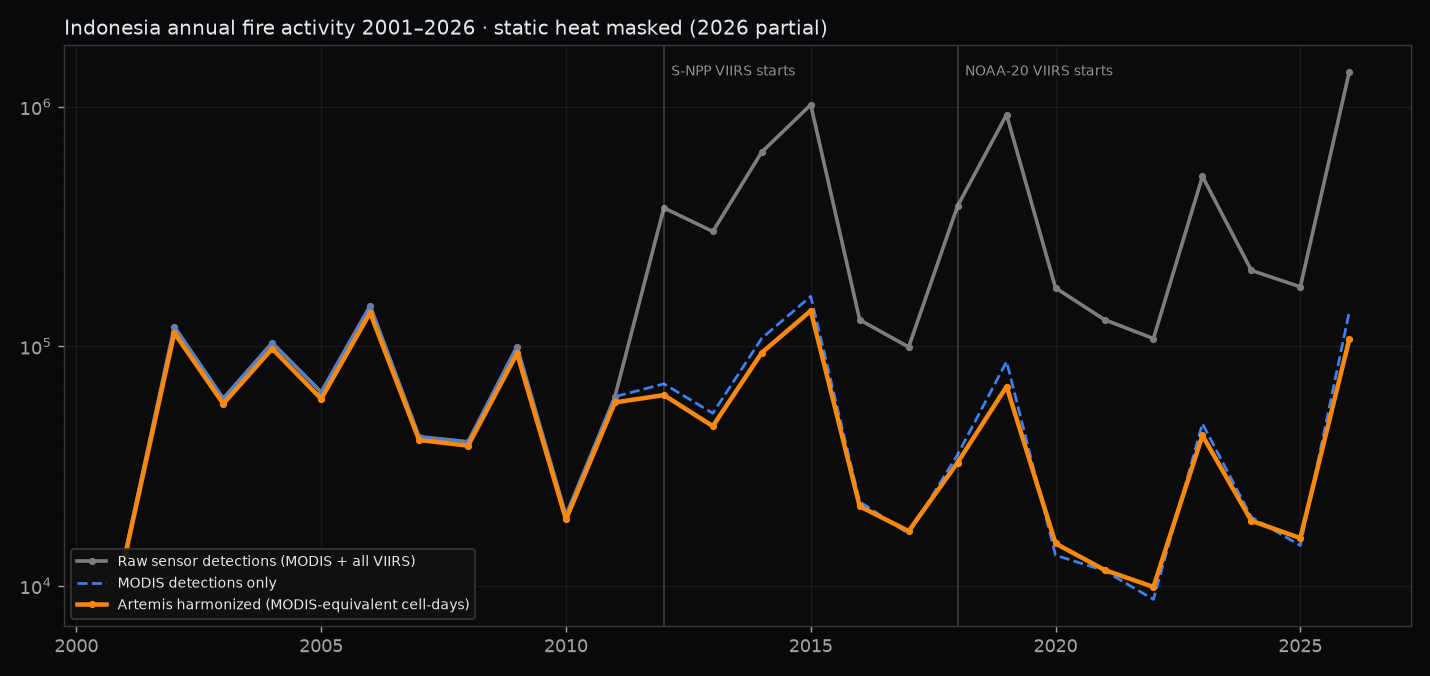 Indonesia annual fire activity 2001–2026 · static heat masked (2026 partial)
S-NPP VIIRS starts
NOAA-20 VIIRS starts
10⁶
10⁵
10⁴
Raw sensor detections (MODIS + all VIIRS)
MODIS detections only
Artemis harmonized (MODIS-equivalent cell-days)
2000 2005 2010 2015 2020 2025